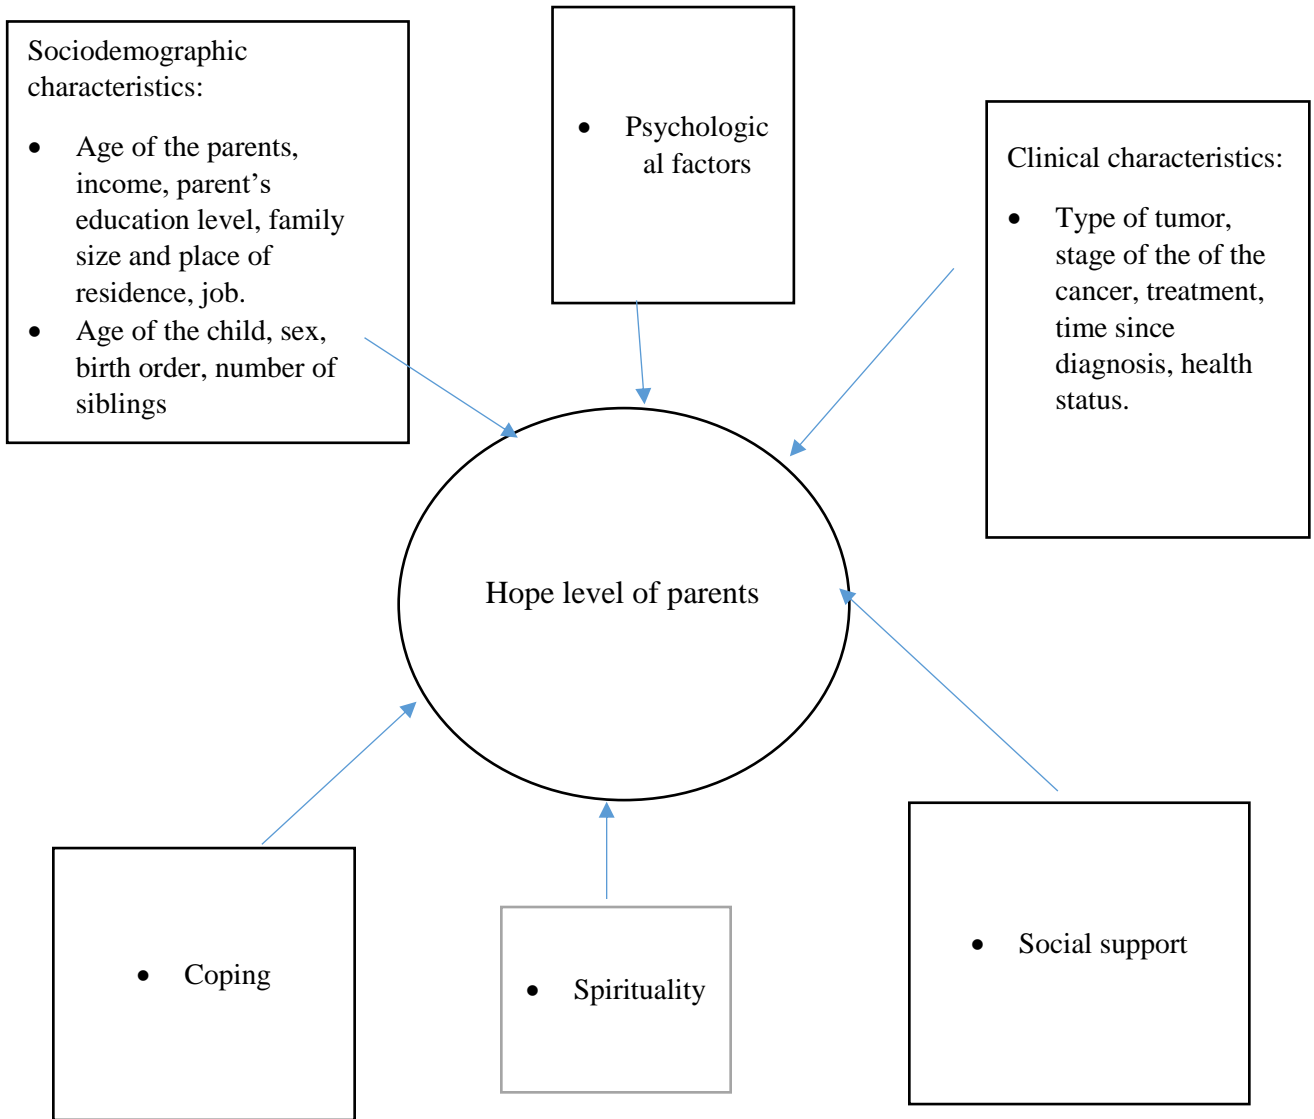 Sociodemographic
characteristics:
• Age of the parents,
income, parent’s
education level, family
size and place of
residence, job.
• Age of the child, sex,
birth order, number of
siblings
• Psychologic
al factors
Clinical characteristics:
• Type of tumor,
stage of the of the
cancer, treatment,
time since
diagnosis, health
status.
Hope level of parents
• Coping
• Spirituality
• Social support